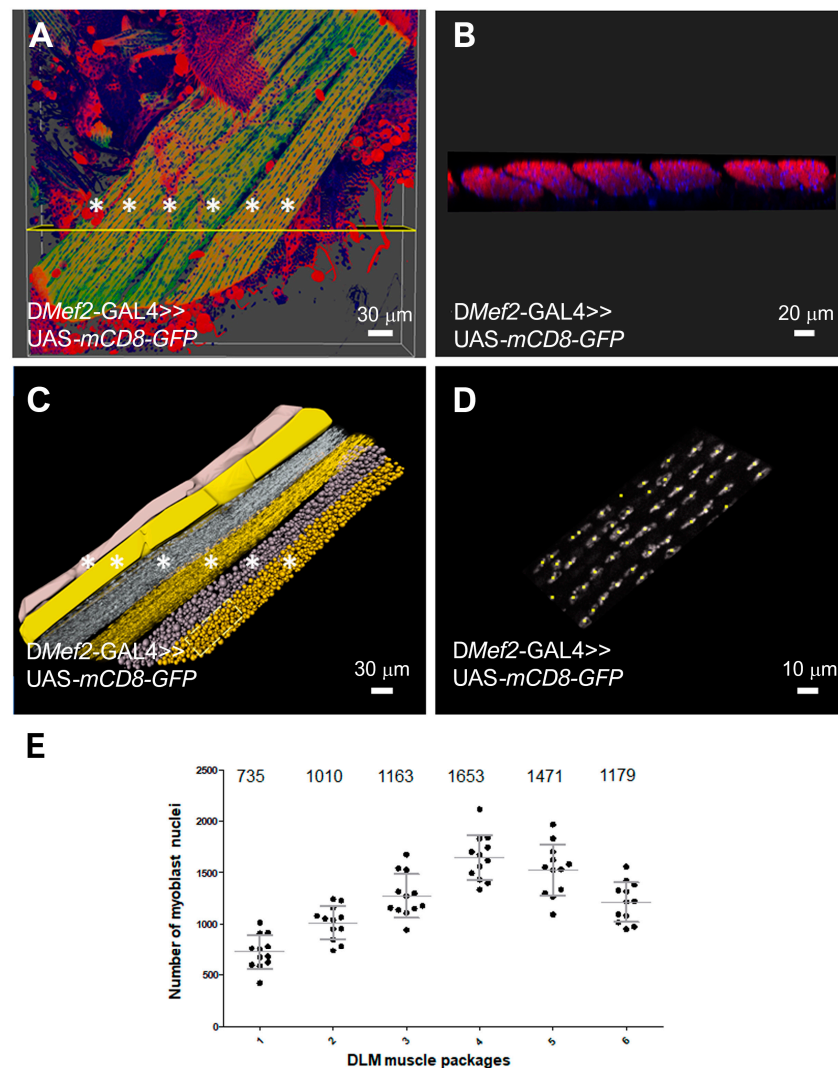 A
B
* * * * * *
DMef2-GAL4>>
UAS-mCD8-GFP
30 μm
DMef2-GAL4>>
UAS-mCD8-GFP
20 μm
C
D
* * * * * *
DMef2-GAL4>>
UAS-mCD8-GFP
30 μm
DMef2-GAL4>>
UAS-mCD8-GFP
10 μm
E
735 1010 1163 1653 1471 1179
2500
2000
1500
1000
500
0
Number of myoblast nuclei
1 2 3 4 5 6
DLM muscle packages